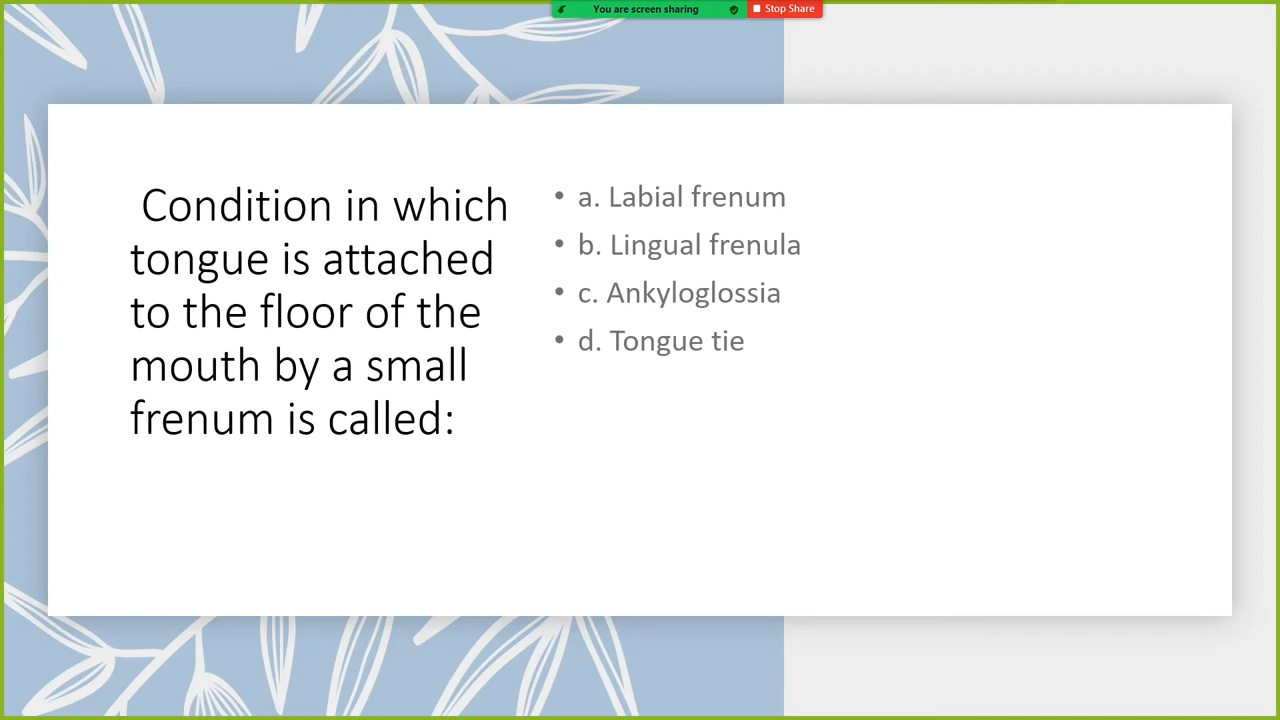 You are screen sharing
Stop Share
Condition in which
tongue is attached
to the floor of the
mouth by a small
frenum is called:
• a. Labial frenum
• b. Lingual frenula
• c. Ankyloglossia
• d. Tongue tie